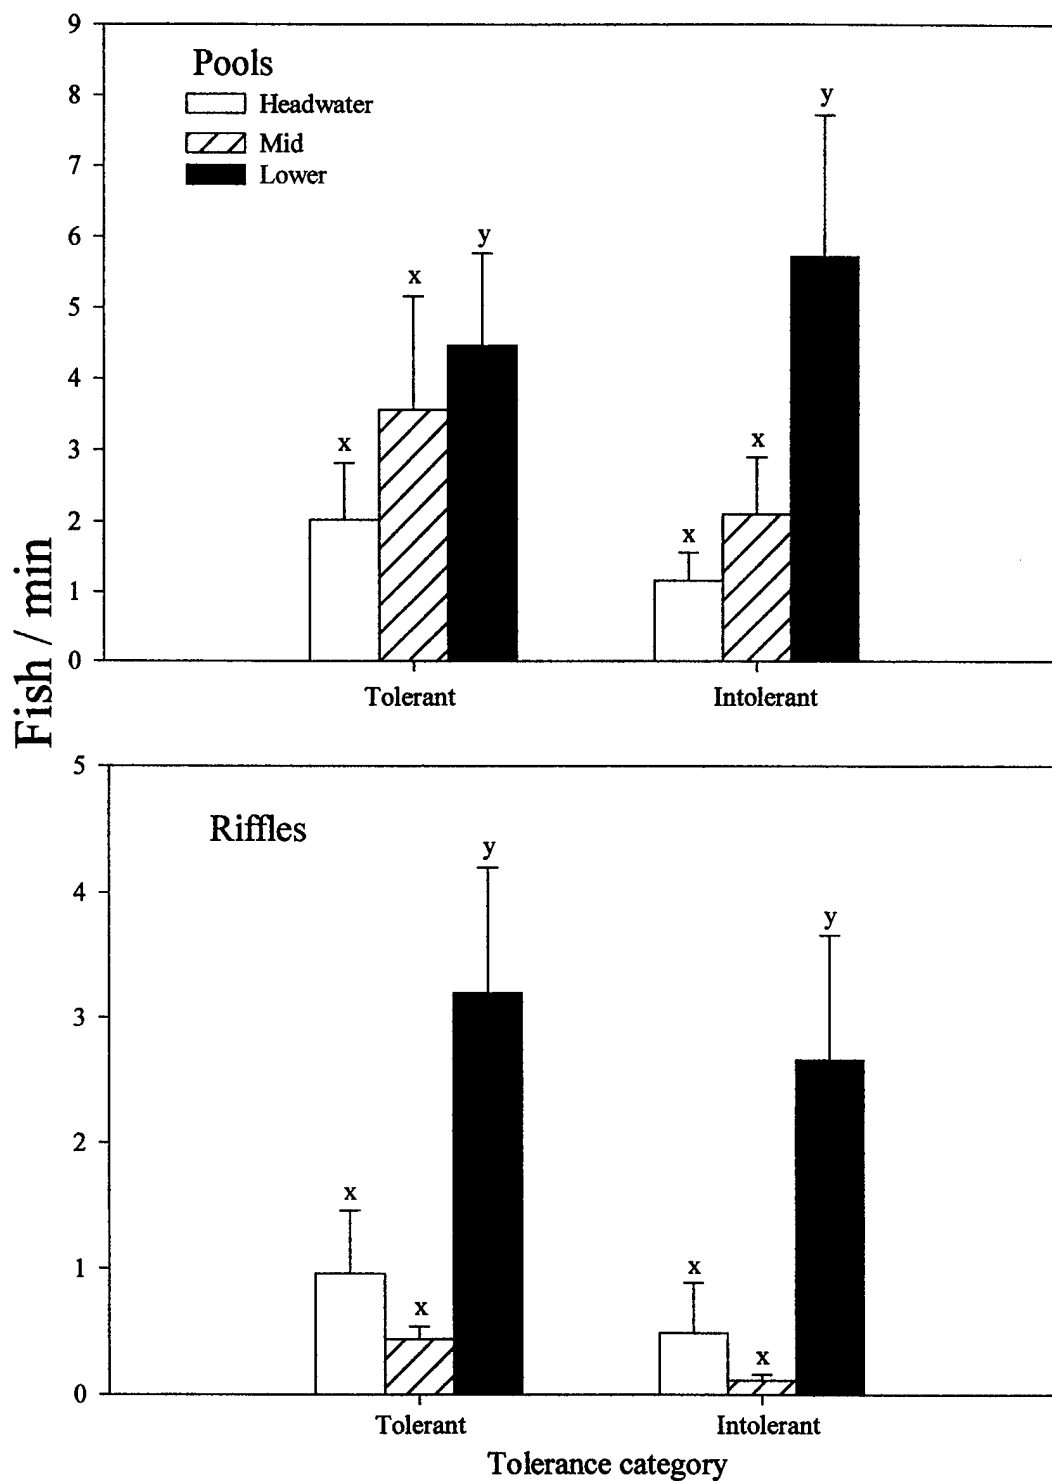 Fish / min
9
8
7
6
5
4
3
2
1
0
Pools
Headwater
Mid
Lower
x
x
y
x
x
y
Tolerant
Intolerant
5
4
3
2
1
0
Riffles
x
x
y
x
x
y
Tolerant
Intolerant
Tolerance category